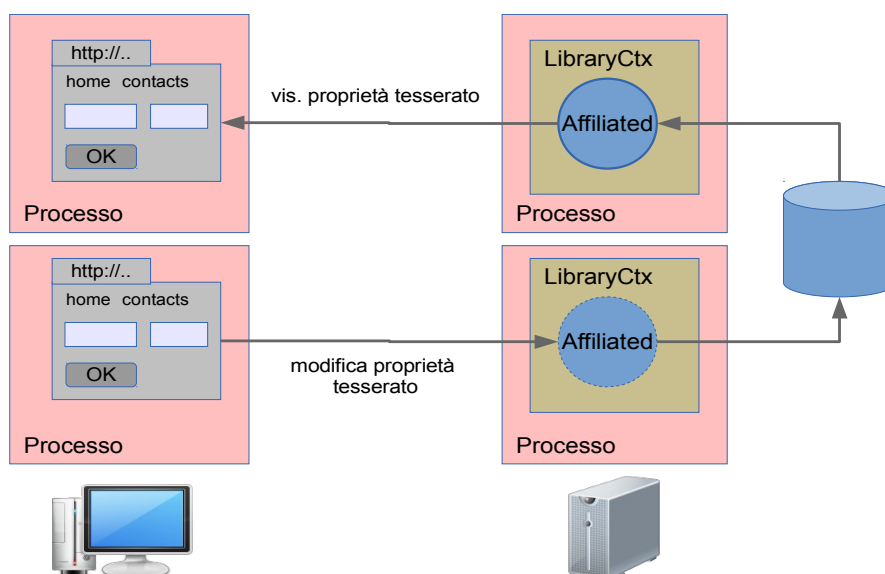 http://..
home contacts
OK
Processo
vis. proprietà tesserato
LibraryCtx
Affiliated
Processo
http://..
home contacts
OK
Processo
modifica proprietà
tesserato
LibraryCtx
Affiliated
Processo